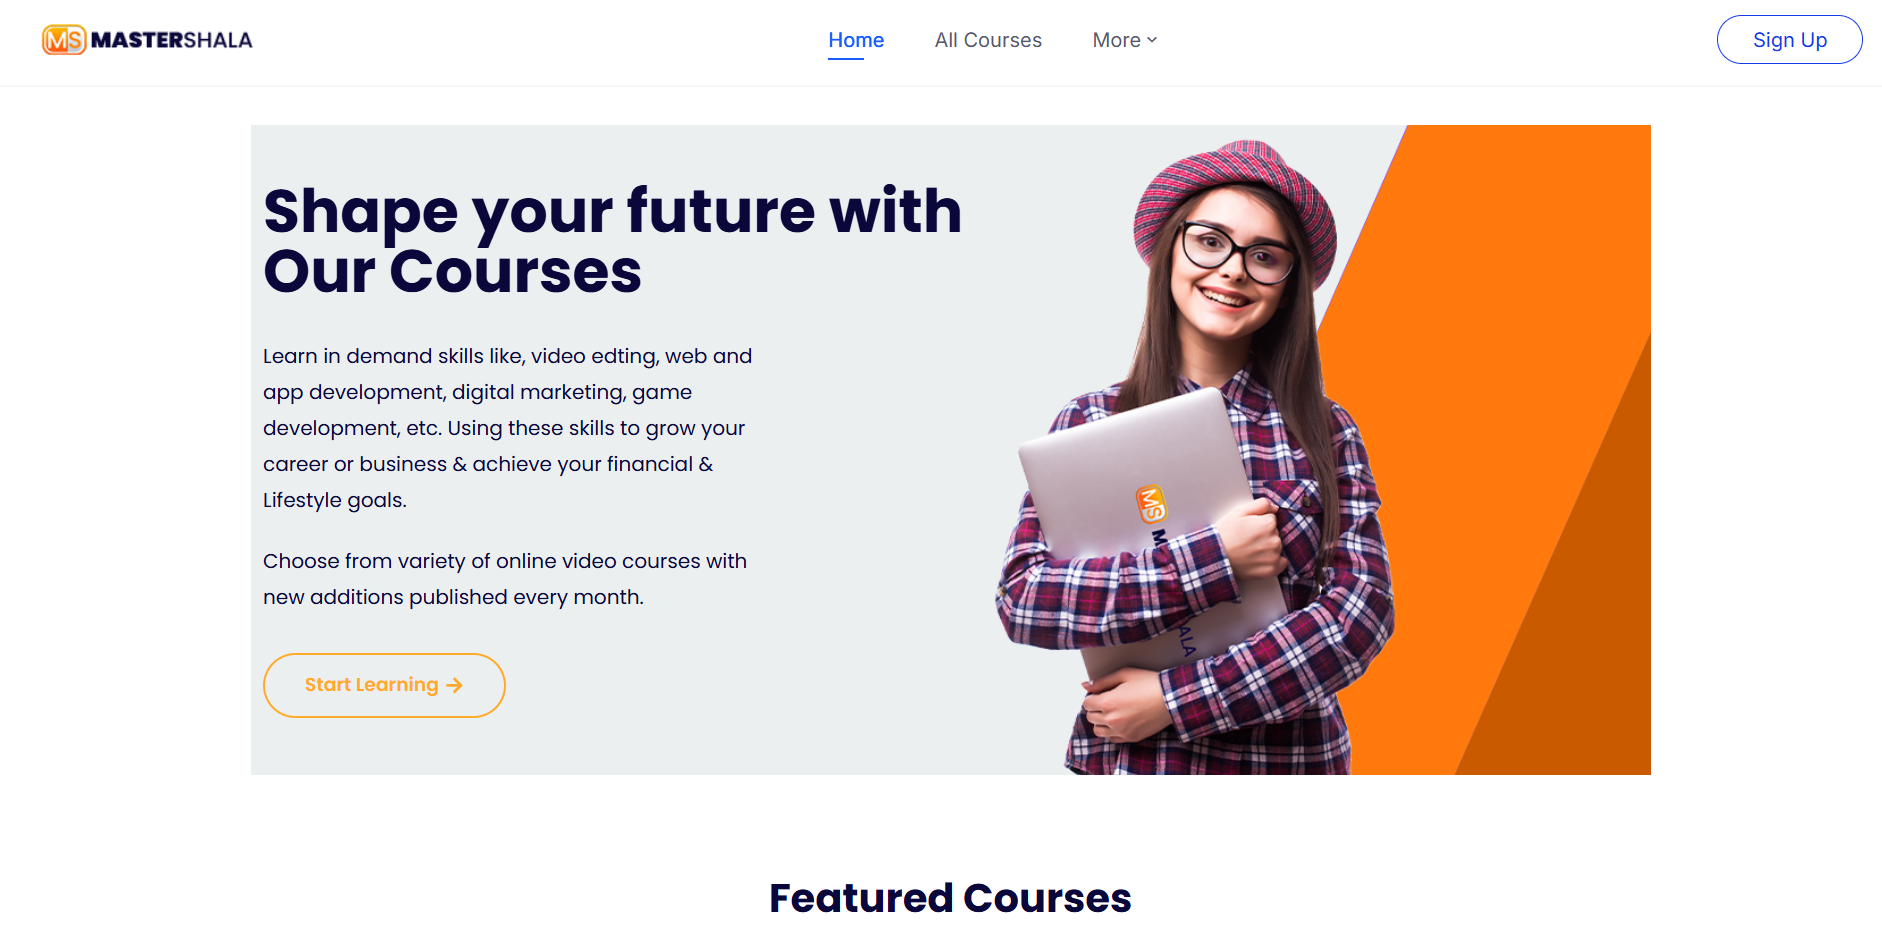 MS MASTERSHALA
Home
All Courses
More
Sign Up
Shape your future with
Our Courses
Learn in demand skills like, video edting, web and
app development, digital marketing, game
development, etc. Using these skills to grow your
career or business & achieve your financial &
Lifestyle goals.
Choose from variety of online video courses with
new additions published every month.
Start Learning
MS M
ALA
Featured Courses